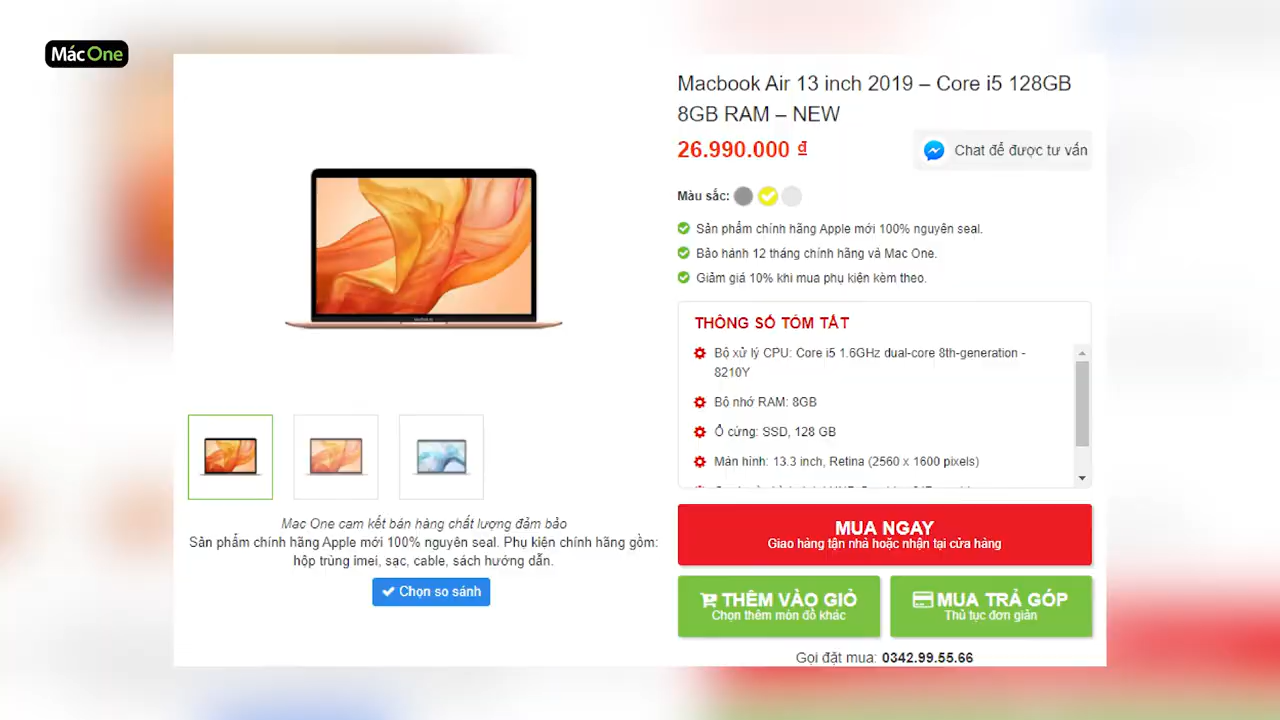 MácOne
Macbook Air 13 inch 2019 – Core i5 128GB
8GB RAM – NEW
26.990.000 ₫
Chat để được tư vấn
Màu sắc:
Sản phẩm chính hãng Apple mới 100% nguyên seal.
Bảo hành 12 tháng chính hãng và Mac One.
Giảm giá 10% khi mua phụ kiện kèm theo.
THÔNG SỐ TÓM TẮT
Bộ xử lý CPU: Core i5 1.6GHz dual-core 8th-generation -
8210Y
Bộ nhớ RAM: 8GB
Ổ cứng: SSD, 128 GB
Màn hình: 13.3 inch, Retina (2560 x 1600 pixels)
Mac One cam kết bán hàng chất lượng đảm bảo
Sản phẩm chính hãng Apple mới 100% nguyên seal. Phụ kiện chính hãng gồm:
hộp trùng imei, sạc, cable, sách hướng dẫn.
Chọn so sánh
MUA NGAY
Giao hàng tận nhà hoặc nhận tại cửa hàng
THÊM VÀO GIỎ
Chọn thêm món đồ khác
MUA TRẢ GÓP
Thủ tục đơn giản
Gọi đặt mua: 0342.99.55.66